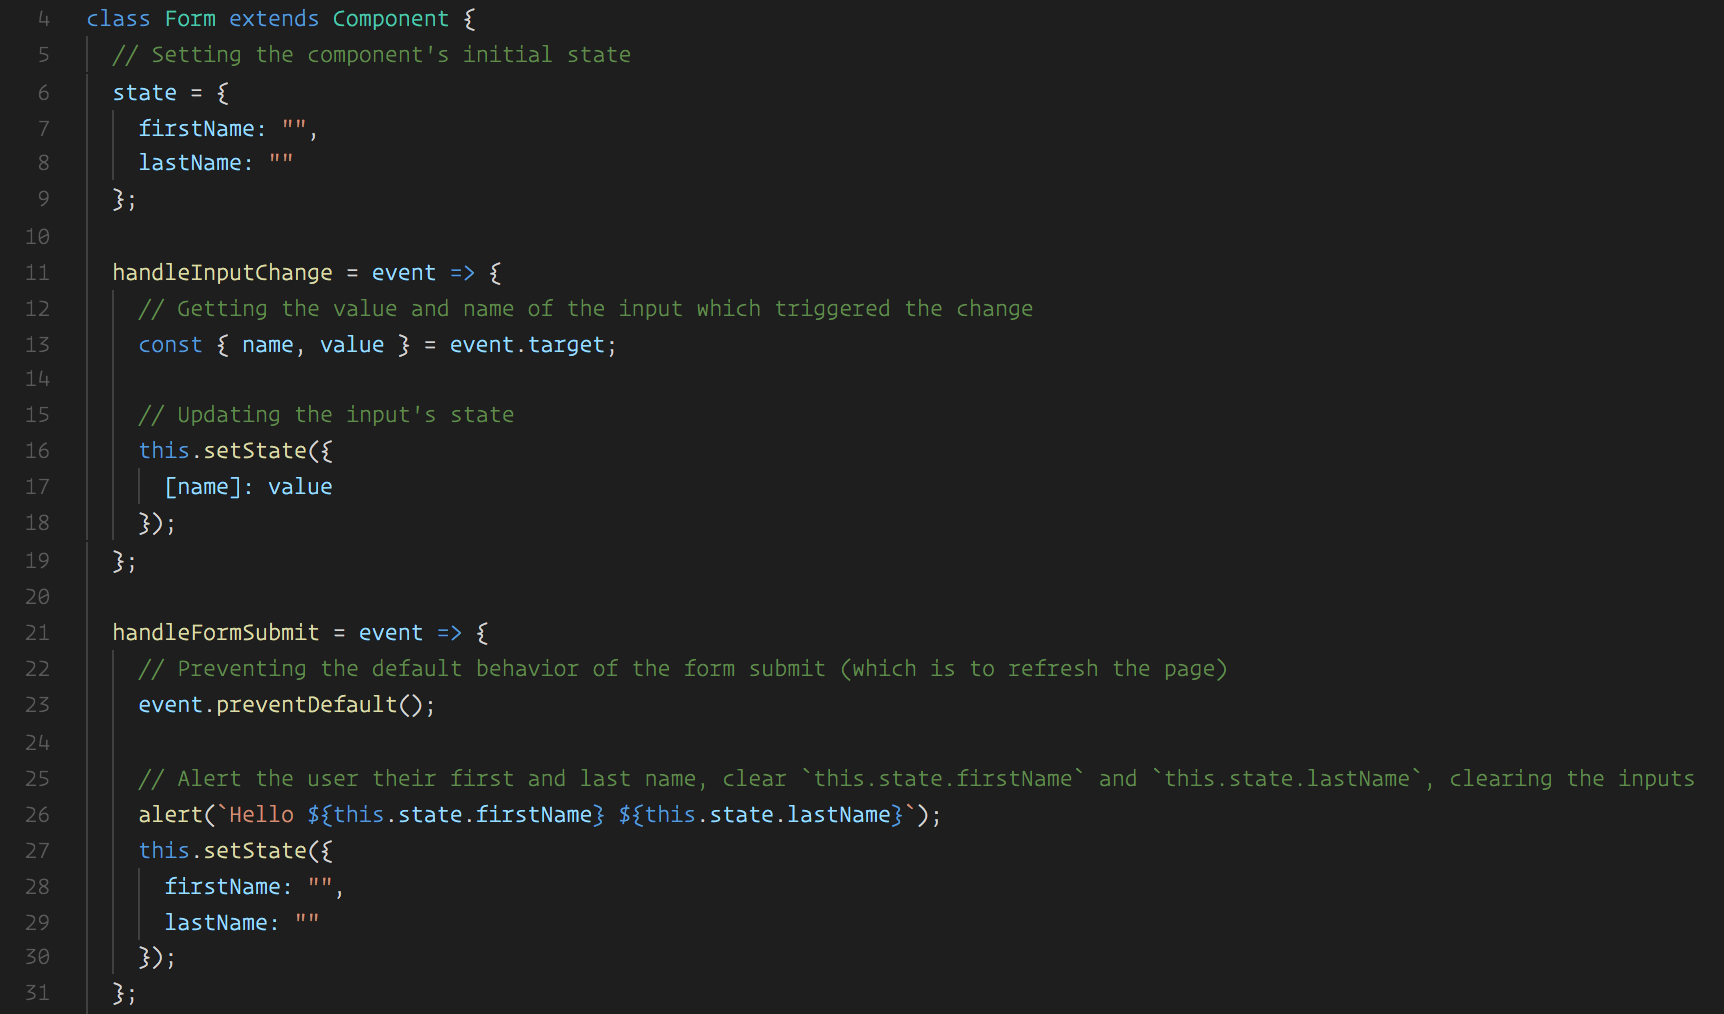 4 class Form extends Component {
5 // Setting the component's initial state
6 state = {
7 firstName: "",
8 lastName: ""
9 };
10
11 handleInputChange = event => {
12 // Getting the value and name of the input which triggered the change
13 const { name, value } = event.target;
14
15 // Updating the input's state
16 this.setState({
17 [name]: value
18 });
19 };
20
21 handleFormSubmit = event => {
22 // Preventing the default behavior of the form submit (which is to refresh the page)
23 event.preventDefault();
24
25 // Alert the user their first and last name, clear `this.state.firstName` and `this.state.lastName`, clearing the inputs
26 alert(`Hello ${this.state.firstName} ${this.state.lastName}`);
27 this.setState({
28 firstName: "",
29 lastName: ""
30 });
31 };